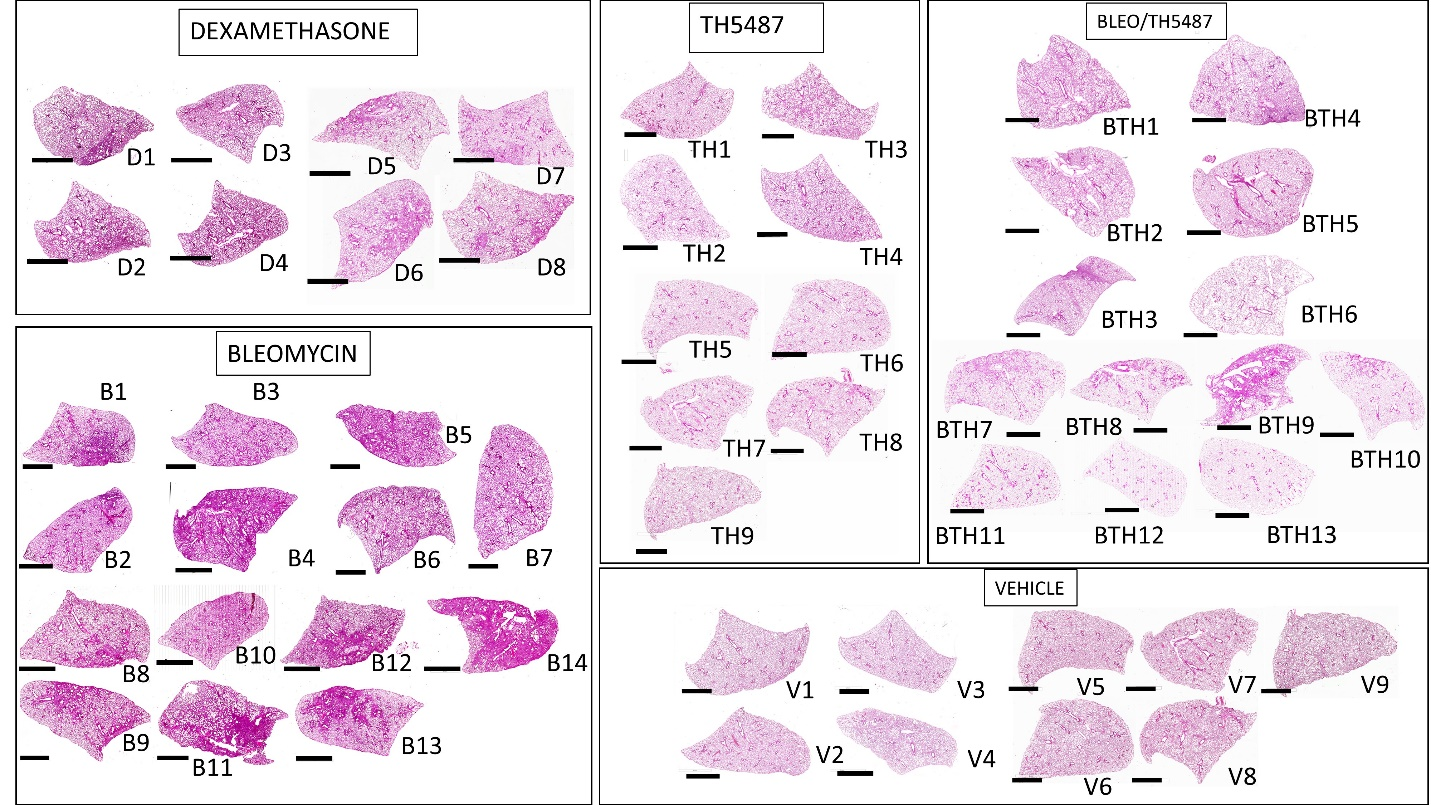 DEXAMETHASONE
D1
D3
D5
D7
D2
D4
D6
D8
BLEOMYCIN
B1
B3
B5
B2
B4
B6
B7
B8
B10
B12
B14
B9
B11
B13
TH5487
TH1
TH3
TH2
TH4
TH5
TH6
TH7
TH8
TH9
BLEO/TH5487
BTH1
BTH4
BTH2
BTH5
BTH3
BTH6
BTH7
BTH8
BTH9
BTH10
BTH11
BTH12
BTH13
VEHICLE
V1
V3
V5
V7
V9
V2
V4
V6
V8